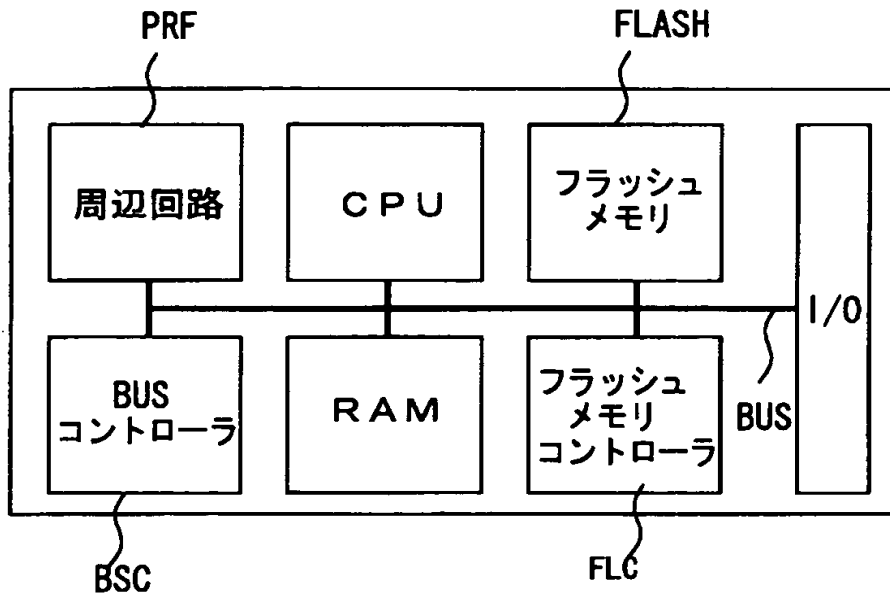 PRF
FLASH
周辺回路
CPU
フラッシュ
メモリ
I/O
BUS
コントローラ
RAM
フラッシュ
メモリ
コントローラ
BUS
BSC
FLC